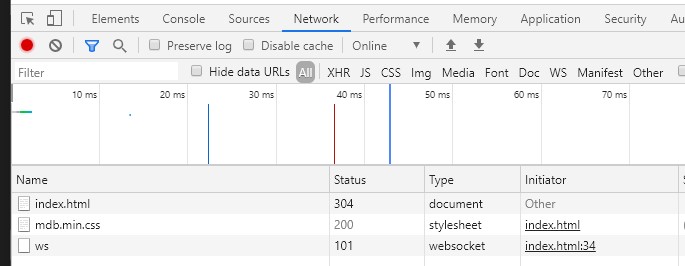 Elements Console Sources Network Performance Memory Application Security Au
Preserve log Disable cache Online
Filter Hide data URLs All XHR JS CSS Img Media Font Doc WS Manifest Other
10 ms 20 ms 30 ms 40 ms 50 ms 60 ms 70 ms
Name Status Type Initiator
index.html 304 document Other
mdb.min.css 200 stylesheet index.html
ws 101 websocket index.html:34